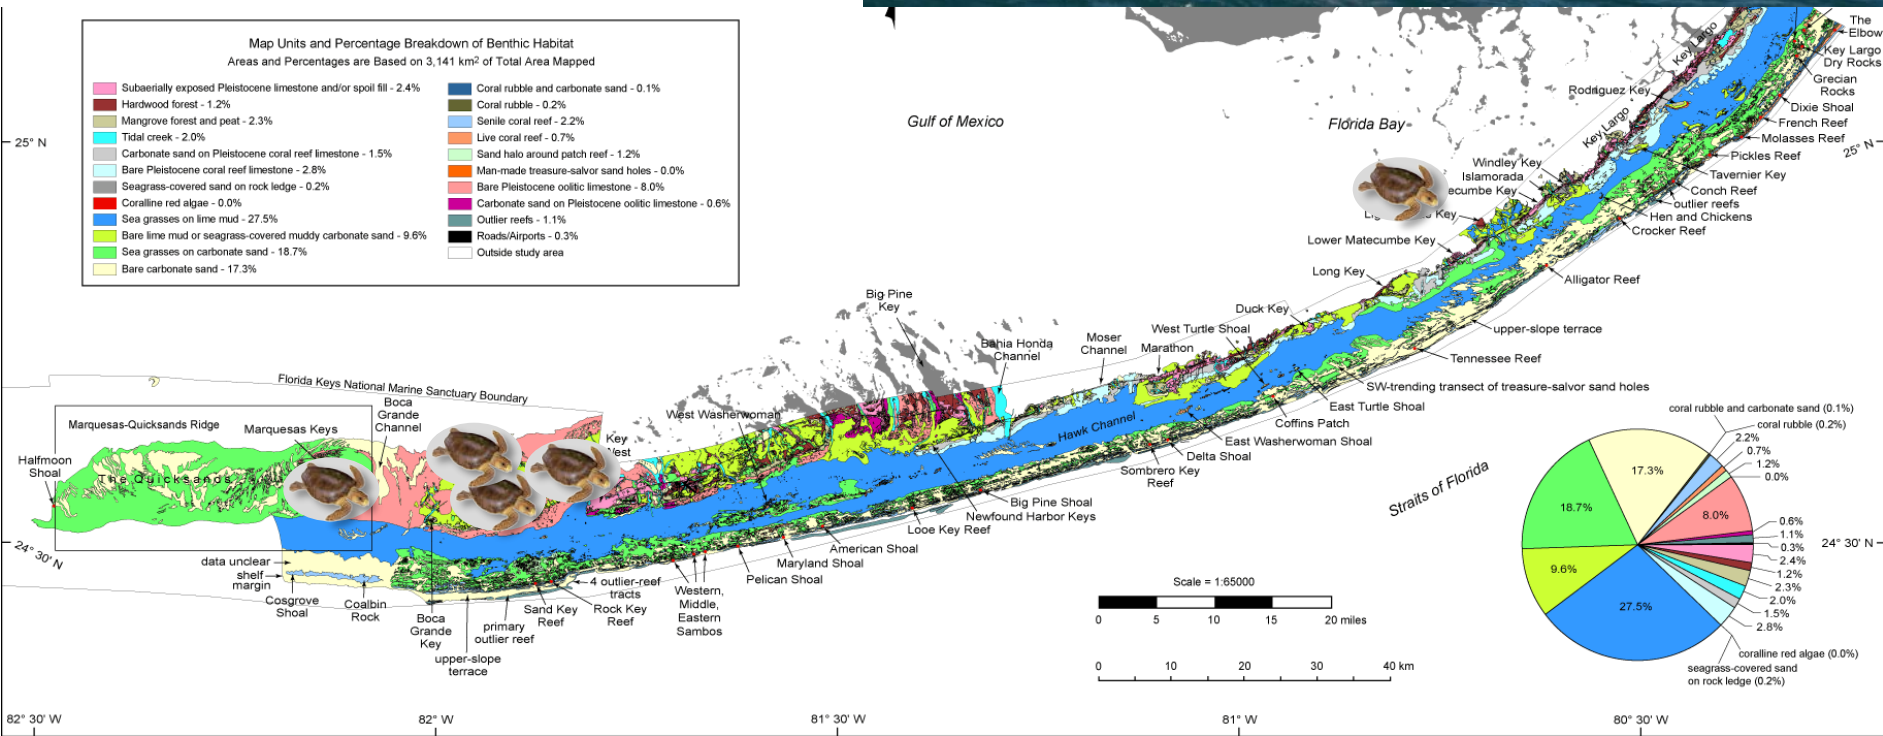 Map Units and Percentage Breakdown of Benthic Habitat
Areas and Percentages are Based on 3,141 km² of Total Area Mapped
Subaerially exposed Pleistocene limestone and/or spoil fill - 2.4%
Hardwood forest - 1.2%
Mangrove forest and peat - 2.3%
Tidal creek - 2.0%
Carbonate sand on Pleistocene coral reef limestone - 1.5%
Bare Pleistocene coral reef limestone - 2.8%
Seagrass-covered sand on rock ledge - 0.2%
Coralline red algae - 0.0%
Sea grasses on lime mud - 27.5%
Bare lime mud or seagrass-covered muddy carbonate sand - 9.6%
Sea grasses on carbonate sand - 18.7%
Bare carbonate sand - 17.3%
Coral rubble and carbonate sand - 0.1%
Coral rubble - 0.2%
Senile coral reef - 2.2%
Live coral reef - 0.7%
Sand halo around patch reef - 1.2%
Man-made treasure-salvor sand holes - 0.0%
Bare Pleistocene oolitic limestone - 8.0%
Carbonate sand on Pleistocene oolitic limestone - 0.6%
Outlier reefs - 1.1%
Roads/Airports - 0.3%
Outside study area
25° N
Gulf of Mexico
Florida Bay
Key Largo
Rodriguez Key
Key Largo
The
Elbow
Key Largo
Dry Rocks
Grecian
Rocks
Dixie Shoal
French Reef
Molasses Reef
25° N
Pickles Reef
Tavernier Key
Conch Reef
outlier reefs
Hen and Chickens
Crocker Reef
Windley Key
Islamorada
ecumbe Key
Key
Lower Matecumbe Key
Long Key
Alligator Reef
Duck Key
West Turtle Shoal
upper-slope terrace
Tennessee Reef
SW-trending transect of treasure-salvor sand holes
East Turtle Shoal
Coffins Patch
East Washerwoman Shoal
Delta Shoal
Sombrero Key
Reef
Big Pine
Key
Bahia Honda
Channel
Moser
Channel
Marathon
Hawk Channel
Florida Keys National Marine Sanctuary Boundary
Boca
Grande
Channel
West Washerwoman
Key
West
Marquesas-Quicksands Ridge
Marquesas Keys
Halfmoon
Shoal
The Quicksands
24° 30' N
data unclear
shelf
margin
Cosgrove
Shoal
Coalbin
Rock
Boca
Grande
Key
upper-slope
terrace
primary
outlier reef
Sand Key
Reef
Rock Key
Reef
4 outlier-reef
tracts
Western,
Middle,
Eastern
Sambos
Pelican Shoal
Maryland Shoal
American Shoal
Looe Key Reef
Newfound Harbor Keys
Big Pine Shoal
Straits of Florida
Scale = 1:65000
0 5 10 15 20 miles
0 10 20 30 40 km
coral rubble and carbonate sand (0.1%)
coral rubble (0.2%)
2.2%
0.7%
1.2%
0.0%
17.3%
18.7%
8.0%
9.6%
27.5%
0.6%
1.1%
0.3%
2.4%
1.2%
2.3%
2.0%
1.5%
2.8%
coralline red algae (0.0%)
seagrass-covered sand
on rock ledge (0.2%)
24° 30' N
82° 30' W
82° W
81° 30' W
81° W
80° 30' W